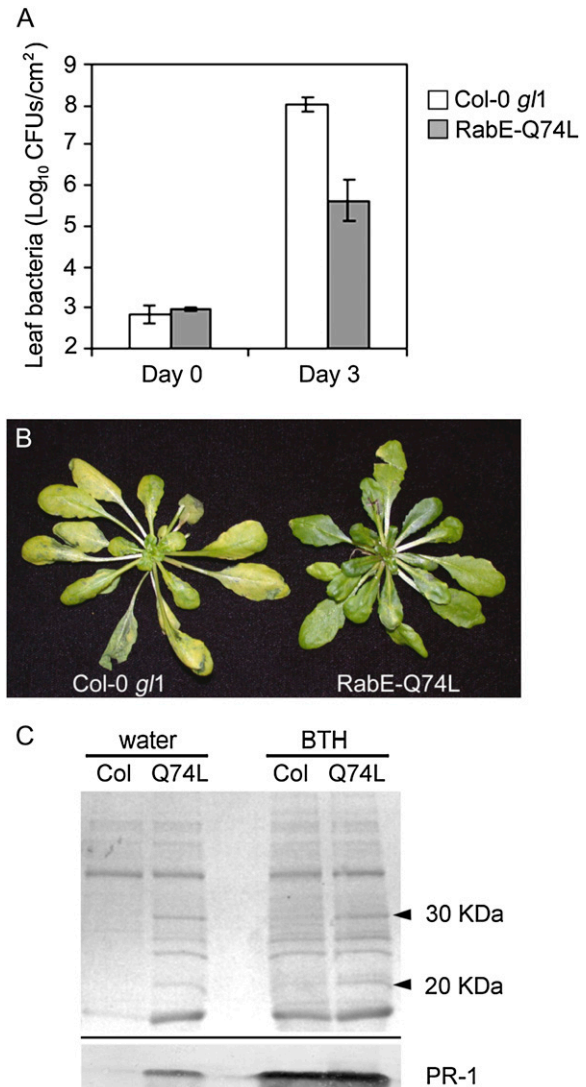 A
Leaf bacteria (Log10 CFUs/cm2)
9
8
7
6
5
4
3
2
Day 0 Day 3
Col-0 gl1
RabE-Q74L
B
Col-0 gl1 RabE-Q74L
C
water BTH
Col Q74L Col Q74L
30 KDa
20 KDa
PR-1